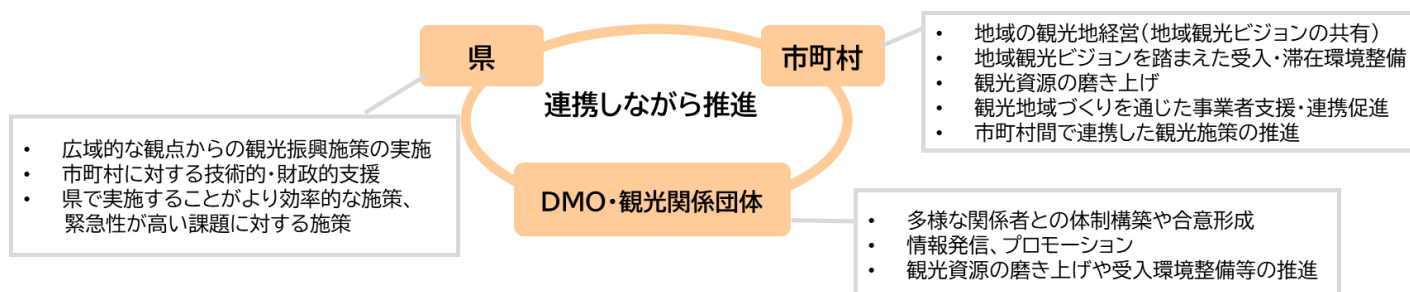 県
市町村
連携しながら推進
DMO・観光関係団体
• 広域的な観点からの観光振興施策の実施
• 市町村に対する技術的・財政的支援
• 県で実施することがより効率的な施策、
緊急性が高い課題に対する施策
• 地域の観光地経営(地域観光ビジョンの共有)
• 地域観光ビジョンを踏まえた受入・滞在環境整備
• 観光資源の磨き上げ
• 観光地域づくりを通じた事業者支援・連携促進
• 市町村間で連携した観光施策の推進
• 多様な関係者との体制構築や合意形成
• 情報発信、プロモーション
• 観光資源の磨き上げや受入環境整備等の推進